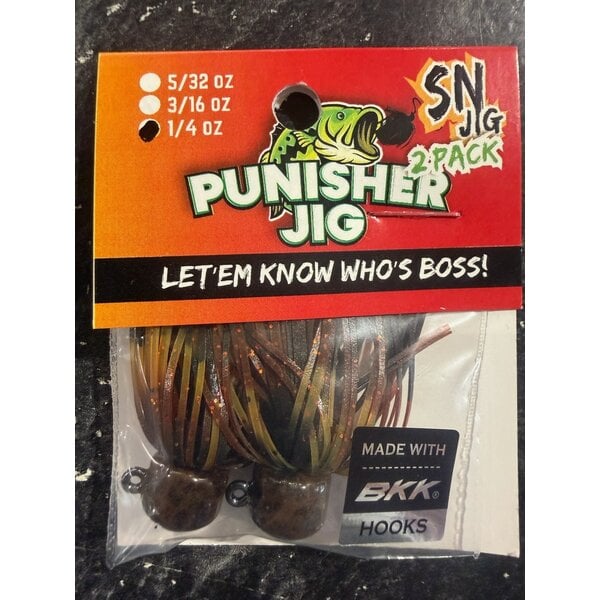 5/32 OZ
3/16 OZ
1/4 OZ
SN
JIG
2 PACK
PUNISHER
JIG
LET'EM KNOW WHO'S BOSS!
MADE WITH
BKK®
HOOKS